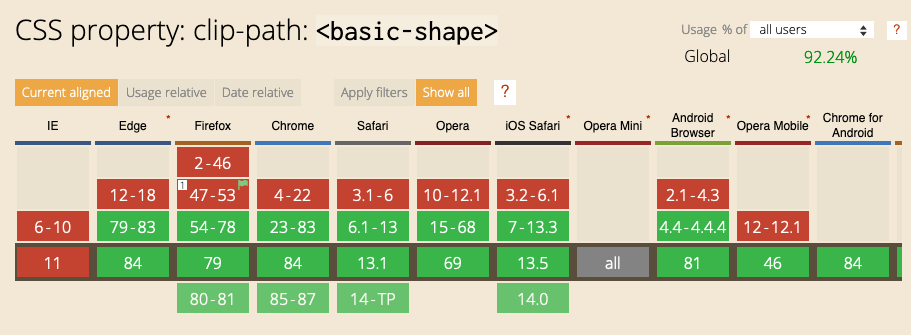 CSS property: clip-path: <basic-shape>
Usage % of all users ?
Global 92.24%
Current aligned Usage relative Date relative Apply filters Show all ?
IE Edge * Firefox Chrome Safari Opera iOS Safari * Opera Mini * Android Browser * Opera Mobile * Chrome for Android
2-46
12-18 1 47-53 4-22 3.1-6 10-12.1 3.2-6.1 2.1-4.3
6-10 79-83 54-78 23-83 6.1-13 15-68 7-13.3 4.4-4.4.4 12-12.1
11 84 79 84 13.1 69 13.5 all 81 46 84
80-81 85-87 14-TP 14.0